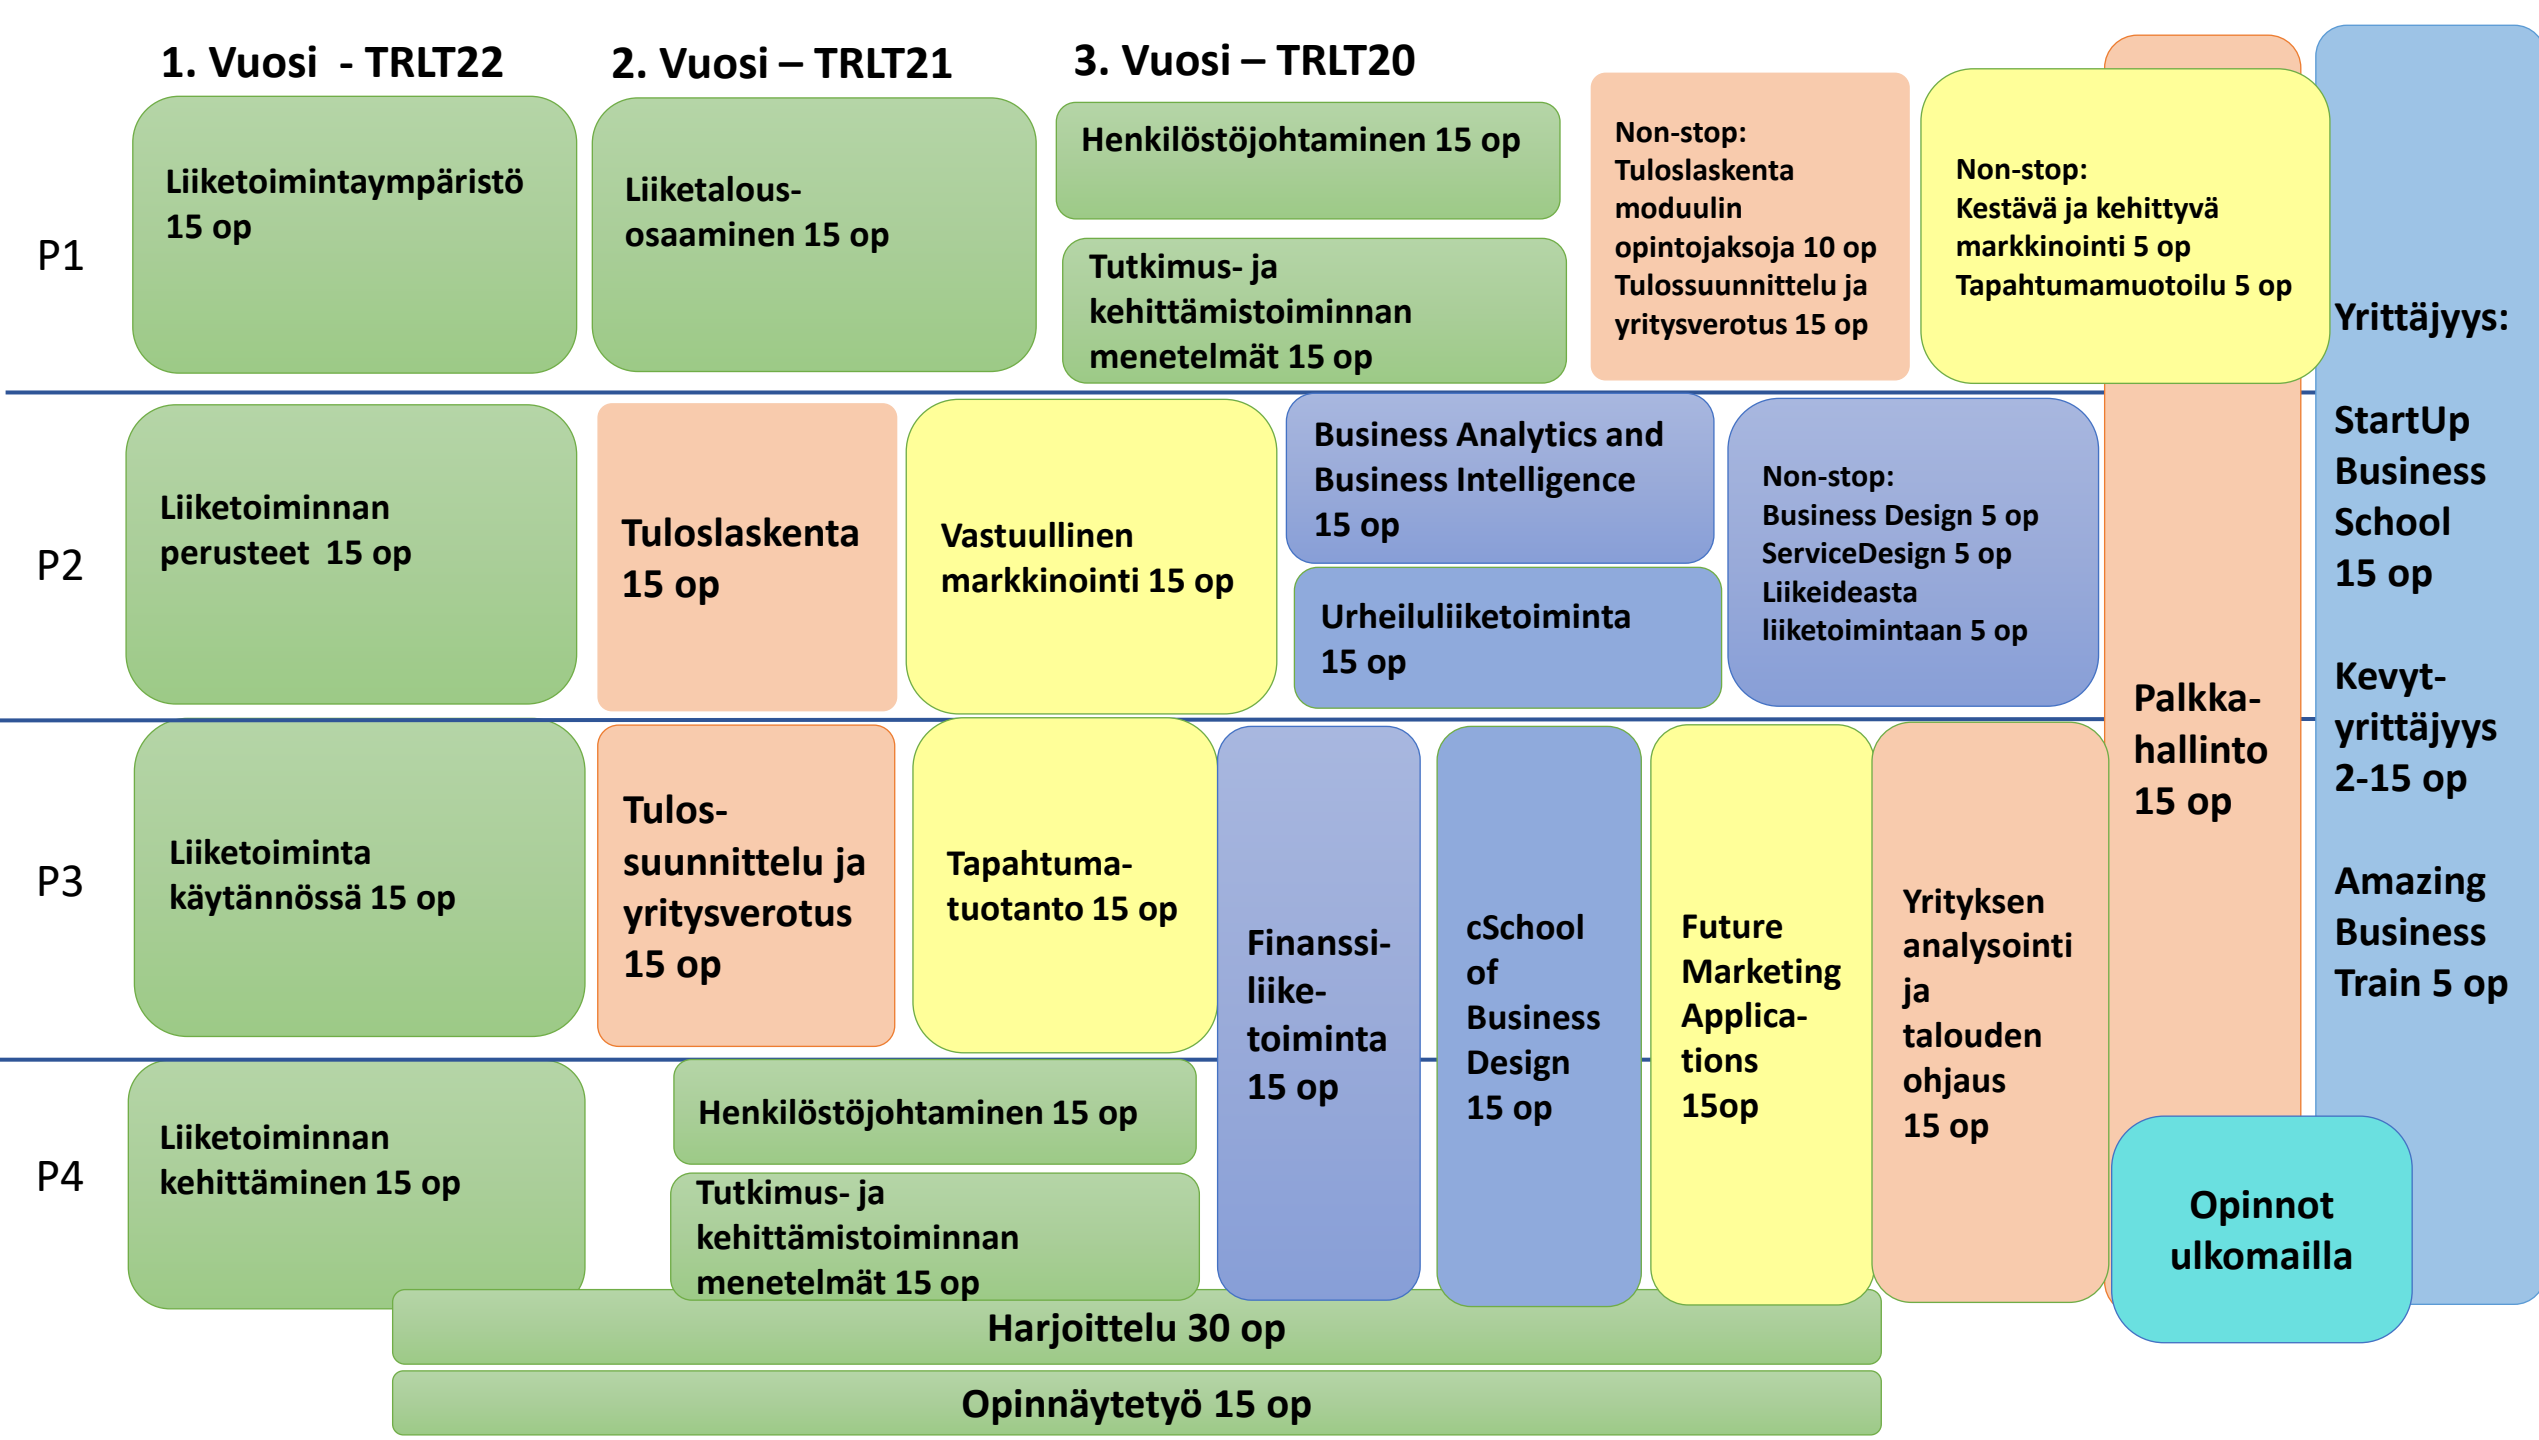 1. Vuosi  - TRLT22
2. Vuosi – TRLT21
3. Vuosi – TRLT20
P1
Liiketoimintaympäristö
15 op
Liiketalous-
osaaminen 15 op
Henkilöstöjohtaminen 15 op
Tutkimus- ja
kehittämistoiminnan
menetelmät 15 op
Non-stop:
Tuloslaskenta
moduulin
opintojaksoja 10 op
Tulossuunnittelu ja
yritysverotus 15 op
Non-stop:
Kestävä ja kehittyvä
markkinointi 5 op
Tapahtumamuotoilu 5 op
P2
Liiketoiminnan
perusteet  15 op
Tuloslaskenta
15 op
Vastuullinen
markkinointi 15 op
Business Analytics and
Business Intelligence
15 op
Urheiluliiketoiminta
15 op
Non-stop:
Business Design 5 op
ServiceDesign 5 op
Liikeideasta
liiketoimintaan 5 op
P3
Liiketoiminta
käytännössä 15 op
Tulos-
suunnittelu ja
yritysverotus
15 op
Tapahtuma-
tuotanto 15 op
Finanssi-
liike-
toiminta
15 op
cSchool
of
Business
Design
15 op
Future
Marketing
Applica-
tions
15op
Yrityksen
analysointi
ja
talouden
ohjaus
15 op
Palkka-
hallinto
15 op
Yrittäjyys:
StartUp
Business
School
15 op
Kevyt-
yrittäjyys
2-15 op
Amazing
Business
Train 5 op
P4
Liiketoiminnan
kehittäminen 15 op
Henkilöstöjohtaminen 15 op
Tutkimus- ja
kehittämistoiminnan
menetelmät 15 op
Opinnot
ulkomailla
Harjoittelu 30 op
Opinnäytetyö 15 op